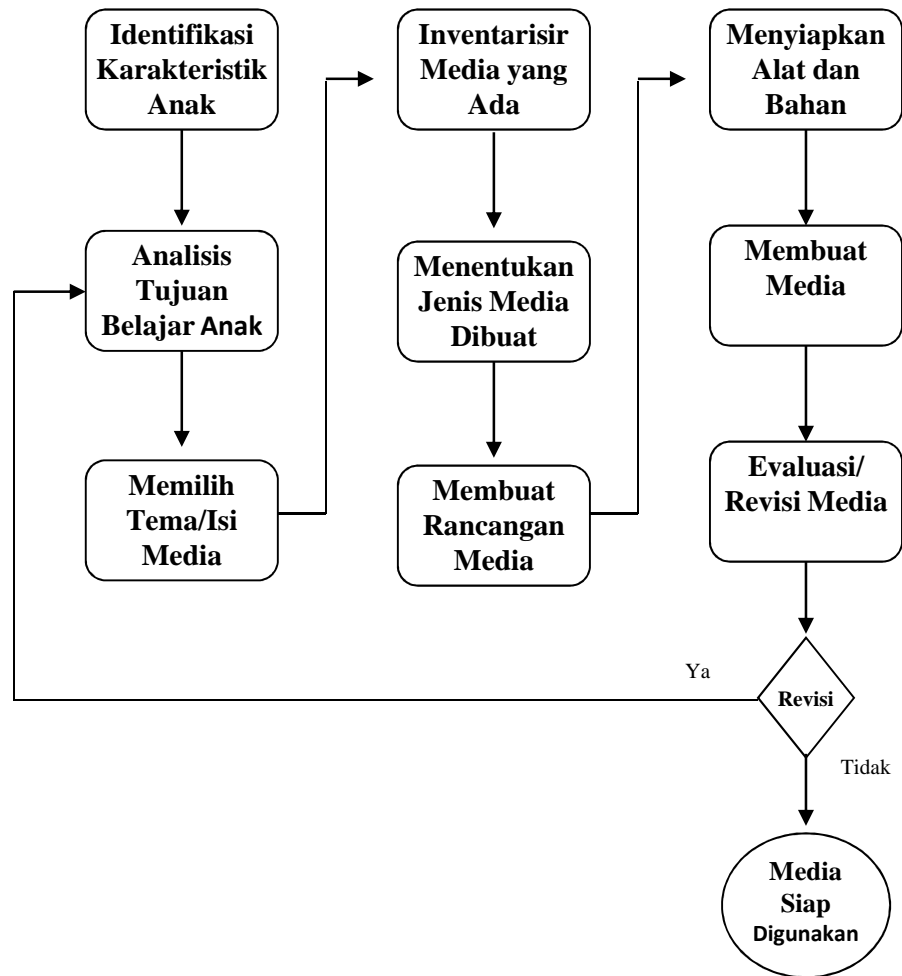 Identifikasi
Karakteristik
Anak
Analisis
Tujuan
Belajar Anak
Memilih
Tema/Isi
Media
Inventarisir
Media yang
Ada
Menentukan
Jenis Media
Dibuat
Membuat
Rancangan
Media
Menyiapkan
Alat dan
Bahan
Membuat
Media
Evaluasi/
Revisi Media
Ya
Revisi
Tidak
Media
Siap
Digunakan